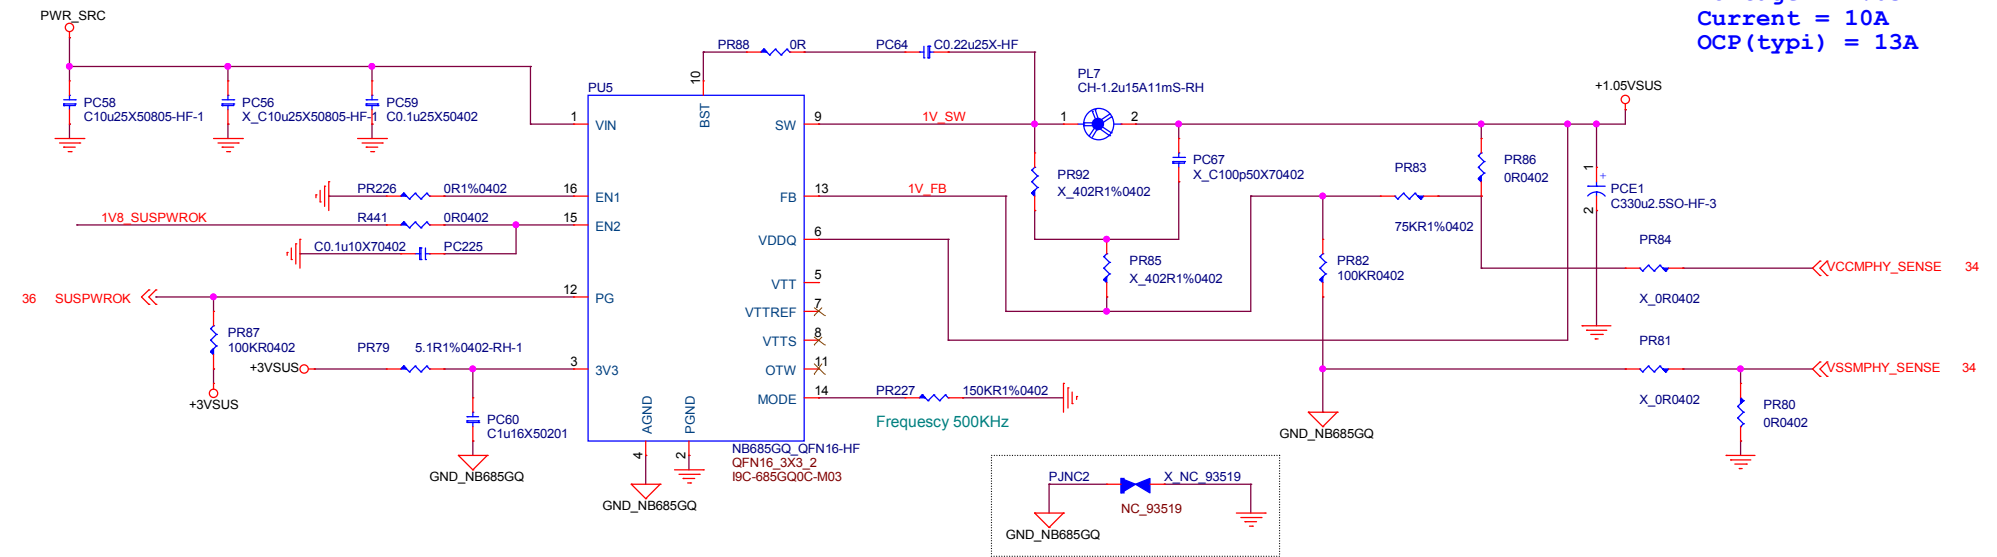 PWR_SRC
Current = 10A
OCP(typi) = 13A
PR88
0R
PC64
C0.22u25X-HF
PL7
CH-1.2u15A11mS-RH
+1.05VSUS
PC58
C10u25X50805-HF-1
PC56
X_C10u25X50805-HF-1
PC59
C0.1u25X50402
PU5
10
BST
1
VIN
SW
9
1V_SW
1
2
PR92
X_402R1%0402
PC67
X_C100p50X70402
PR83
75KR1%0402
PR86
0R0402
1
+
2
PCE1
C330u2.5SO-HF-3
PR226
0R1%0402
16
EN1
FB
13
1V_FB
1V8_SUSPWROK
R441
0R0402
15
EN2
VDDQ
6
C0.1u10X70402
PC225
PR85
X_402R1%0402
PR82
100KR0402
PR84
X_0R0402
VCCMPHY_SENSE
34
VTT
5
36
SUSPWROK
12
PG
VTTREF
7
PR87
100KR0402
+3VSUS
VTTS
8
PR79
5.1R1%0402-RH-1
+3VSUS
3
3V3
OTW
11
PR81
X_0R0402
VSSMPHY_SENSE
34
PR80
0R0402
MODE
14
PR227
150KR1%0402
Frequescy 500KHz
PC60
C1u16X50201
GND_NB685GQ
AGND
PGND
4
2
GND_NB685GQ
NB685GQ_QFN16-HF
QFN16_3X3_2
I9C-685GQ0C-M03
GND_NB685GQ
PJNC2
X_NC_93519
NC_93519
GND_NB685GQ